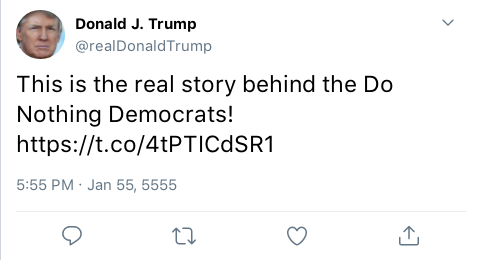 Donald J. Trump
@realDonaldTrump
This is the real story behind the Do
Nothing Democrats!
https://t.co/4tPTICdSR1
5:55 PM · Jan 55, 5555